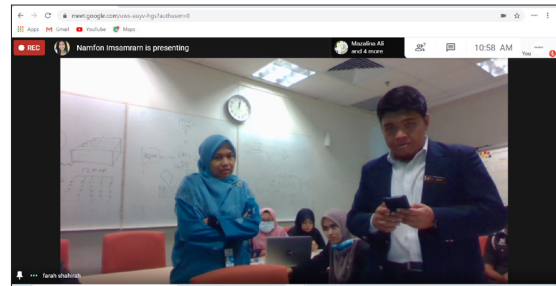 meet.google.com/uws-auyv-hgs?authuser=0
Apps
Gmail
YouTube
Maps
REC
Namfon Imsamrarn is presenting
Mazalina Ali
and 4 more
10:58 AM
You
farah shahirah